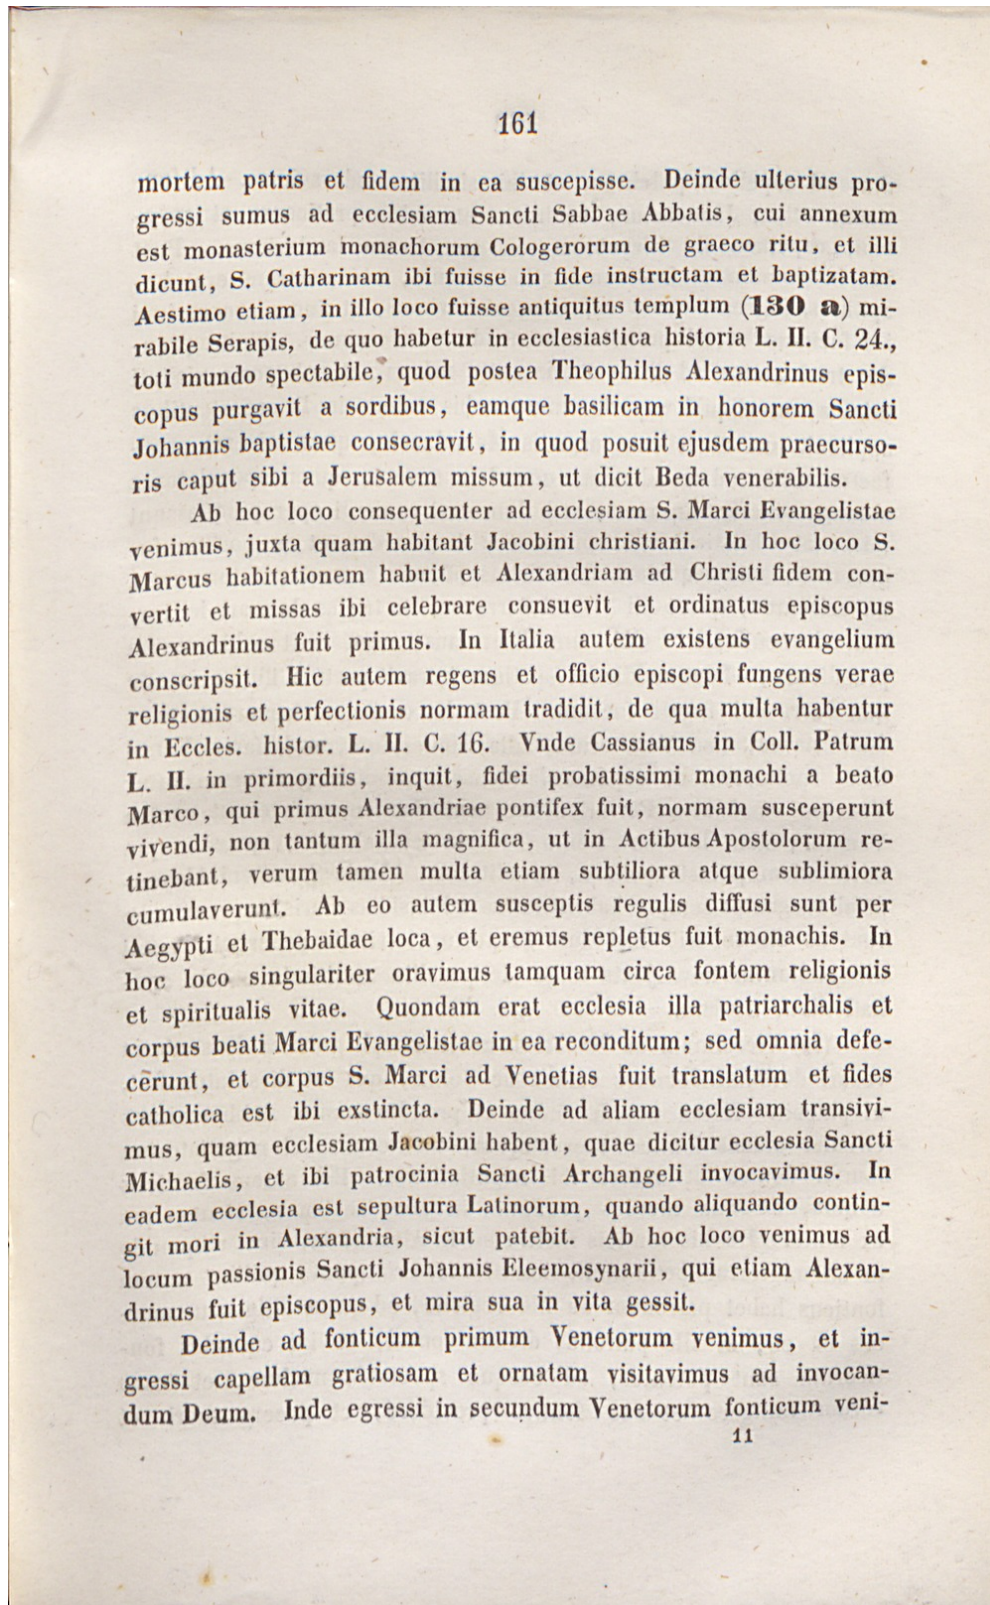 161
mortem patris et fidem in ea suscepisse. Deinde ulterius pro-
gressi sumus ad ecclesiam Sancti Sabbae Abbatis, cui annexum
est monasterium monachorum Cologerorum de graeco ritu, et illi
dicunt, S. Catharinam ibi fuisse in fide instructam et baptizatam.
Aestimo etiam, in illo loco fuisse antiquitus templum (130 a) mi-
rabile Serapis, de quo habetur in ecclesiastica historia L. II. C. 24.,
toti mundo spectabile, quod postea Theophilus Alexandrinus epis-
copus purgavit a sordibus, eamque basilicam in honorem Sancti
Johannis baptistae consecravit, in quod posuit ejusdem praecurso-
ris caput sibi a Jerusalem missum, ut dicit Beda venerabilis.
Ab hoc loco consequenter ad ecclesiam S. Marci Evangelistae
venimus, juxta quam habitant Jacobini christiani. In hoc loco S.
Marcus habitationem habuit et Alexandriam ad Christi fidem con-
vertit et missas ibi celebrare consuevit et ordinatus episcopus
Alexandrinus fuit primus. In Italia autem existens evangelium
conscripsit. Hic autem regens et officio episcopi fungens verae
religionis et perfectionis normam tradidit, de qua multa habentur
in Eccles. histor. L. II. C. 16. Vnde Cassianus in Coll. Patrum
L. II. in primordiis, inquit, fidei probatissimi monachi a beato
Marco, qui primus Alexandriae pontifex fuit, normam susceperunt
vivendi, non tantum illa magnifica, ut in Actibus Apostolorum re-
tinebant, verum tamen multa etiam subtiliora atque sublimiora
cumulaverunt. Ab eo autem susceptis regulis diffusi sunt per
Aegypti et Thebaidae loca, et eremus repletus fuit monachis. In
hoc loco singulariter oravimus tamquam circa fontem religionis
et spiritualis vitae. Quondam erat ecclesia illa patriarchalis et
corpus beati Marci Evangelistae in ea reconditum; sed omnia defe-
cerunt, et corpus S. Marci ad Venetias fuit translatum et fides
catholica est ibi exstincta. Deinde ad aliam ecclesiam transivi-
mus, quam ecclesiam Jacobini habent, quae dicitur ecclesia Sancti
Michaelis, et ibi patrocinia Sancti Archangeli invocavimus. In
eadem ecclesia est sepultura Latinorum, quando aliquando contin-
git mori in Alexandria, sicut patebit. Ab hoc loco venimus ad
locum passionis Sancti Johannis Eleemosynarii, qui etiam Alexan-
drinus fuit episcopus, et mira sua in vita gessit.
Deinde ad fonticum primum Venetorum venimus, et in-
gressi capellam gratiosam et ornatam visitavimus ad invocan-
dum Deum. Inde egressi in secundum Venetorum fonticum veni-
11